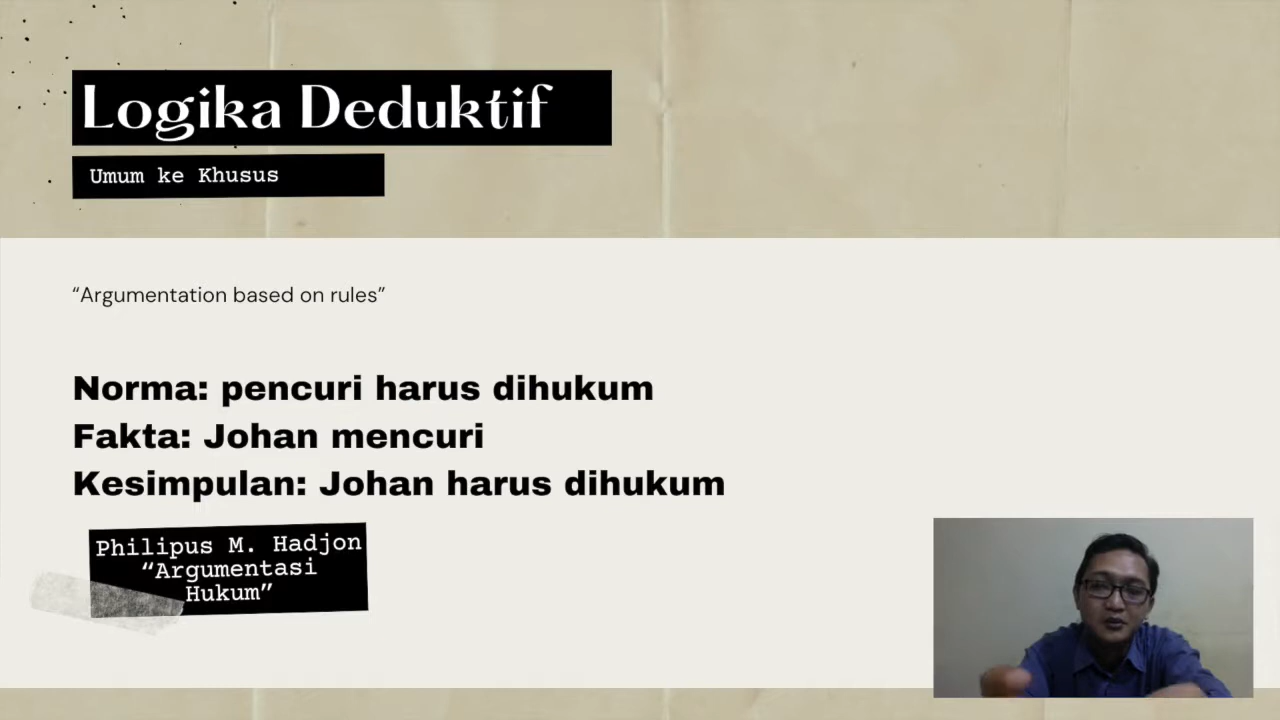 Logika Deduktif
Umum ke Khusus
“Argumentation based on rules”
Norma: pencuri harus dihukum
Fakta: Johan mencuri
Kesimpulan: Johan harus dihukum
Philipus M. Hadjon
“Argumentasi
Hukum”